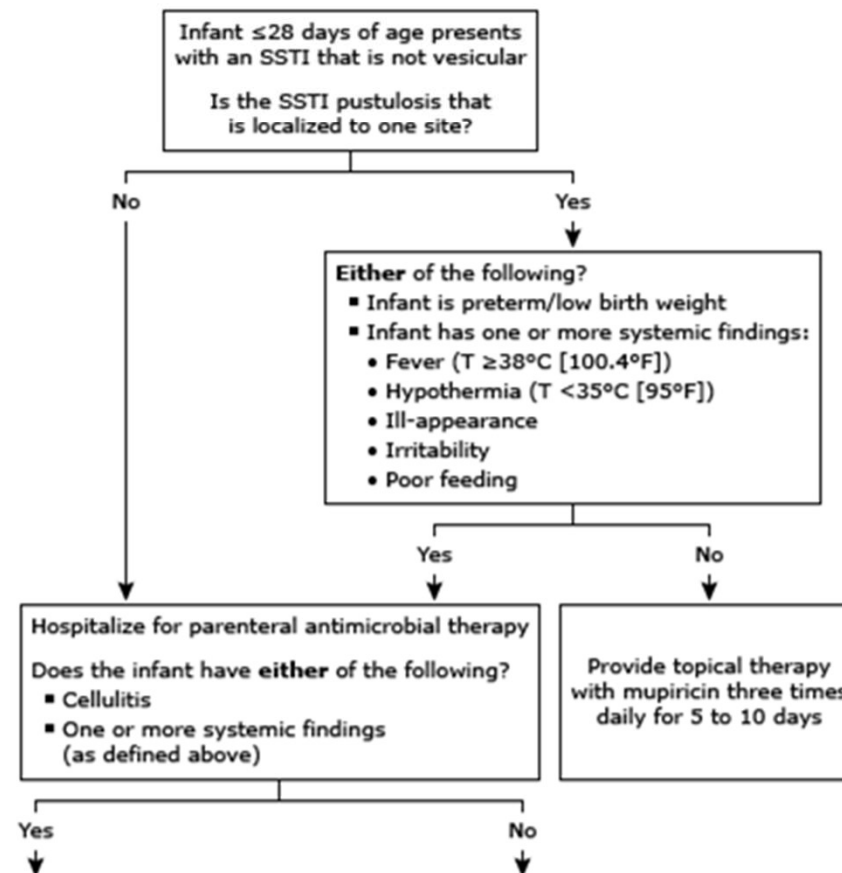 Infant ≤28 days of age presents
with an SSTI that is not vesicular
Is the SSTI pustulosis that
is localized to one site?
No
Yes
Either of the following?
▪ Infant is preterm/low birth weight
▪ Infant has one or more systemic findings:
• Fever (T ≥38°C [100.4°F])
• Hypothermia (T <35°C [95°F])
• Ill-appearance
• Irritability
• Poor feeding
Yes
No
Hospitalize for parenteral antimicrobial therapy
Does the infant have either of the following?
▪ Cellulitis
▪ One or more systemic findings
(as defined above)
Provide topical therapy
with mupiricin three times
daily for 5 to 10 days
Yes
No